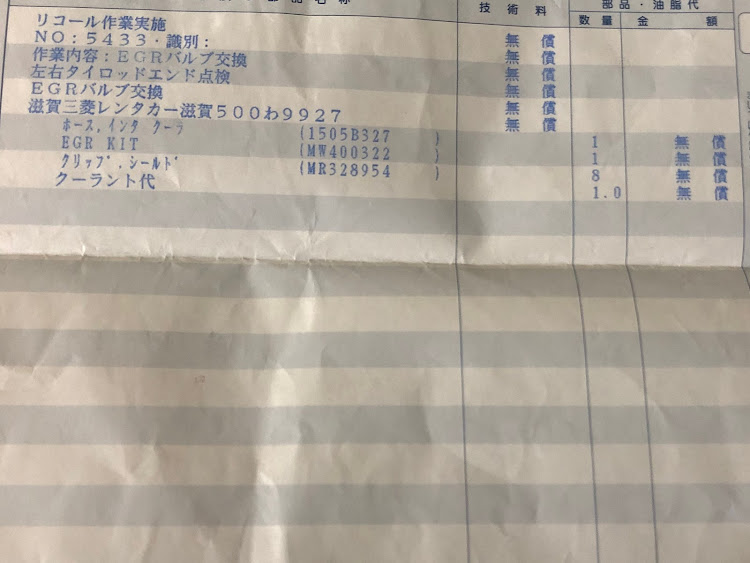 技術料 部品・油脂代
数量 金額
リコール作業実施
NO:5433・識別: 無償
作業内容:EGRバルブ交換 無償
左右タイロッドエンド点検 無償
EGRバルブ交換 無償
滋賀三菱レンタカー滋賀500わ9927 無償
ホース,インタ クーラ (1505B327 ) 1 無償
EGR KIT (MW400322 ) 1 無償
クリップ,シールド (MR328954 ) 8 無償
クーラント代 1.0 無償